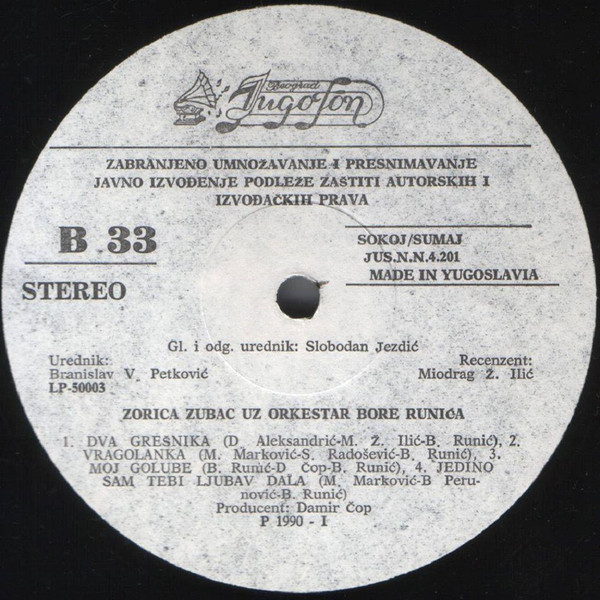 Beograd
Jugofon
ZABRANJENO UMNOŽAVANJE I PRESNIMAVANJE
JAVNO IZVOĐENJE PODLEŽE ZAŠTITI AUTORSKIH I
IZVOĐAČKIH PRAVA
B 33
STEREO
SOKOJ/SUMAJ
JUS.N.N.4.201
MADE IN YUGOSLAVIA
Gl. i odg. urednik: Slobodan Jezdić
Urednik:
Branislav V. Petković
LP-50003
Recenzent:
Miodrag Ž. Ilić
ZORICA ZUBAC UZ ORKESTAR BORE RUNIĆA
1. DVA GREŠNIKA (D. Aleksandrić-M. Ž. Ilić-B. Runić), 2.
VRAGOLANKA (M. Marković-S. Radošević-B. Runić), 3.
MOJ GOLUBE (B. Runić-D. Čop-B. Runić), 4. JEDINO
SAM TEBI LJUBAV DALA (M. Marković-B. Peru-
nović-B. Runić)
Producent: Damir Čop
P 1990 - I